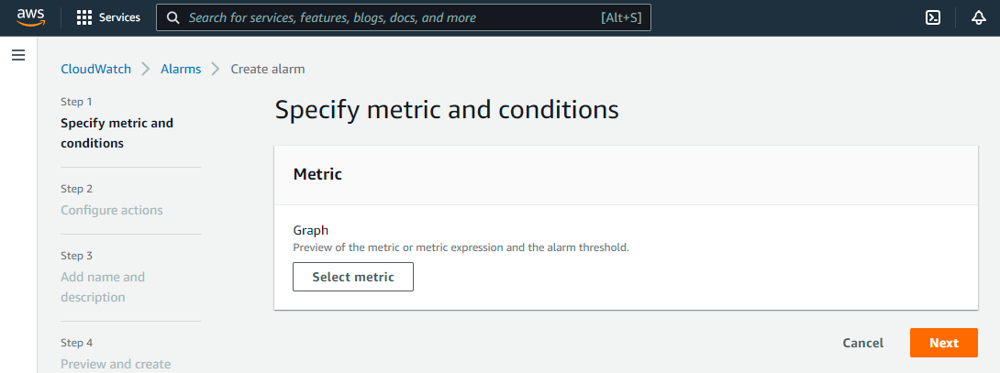 aws
Services
Search for services, features, blogs, docs, and more
[Alt+S]
CloudWatch
Alarms
Create alarm
Step 1
Specify metric and
conditions
Step 2
Configure actions
Step 3
Add name and
description
Step 4
Preview and create
Specify metric and conditions
Metric
Graph
Preview of the metric or metric expression and the alarm threshold.
Select metric
Cancel
Next